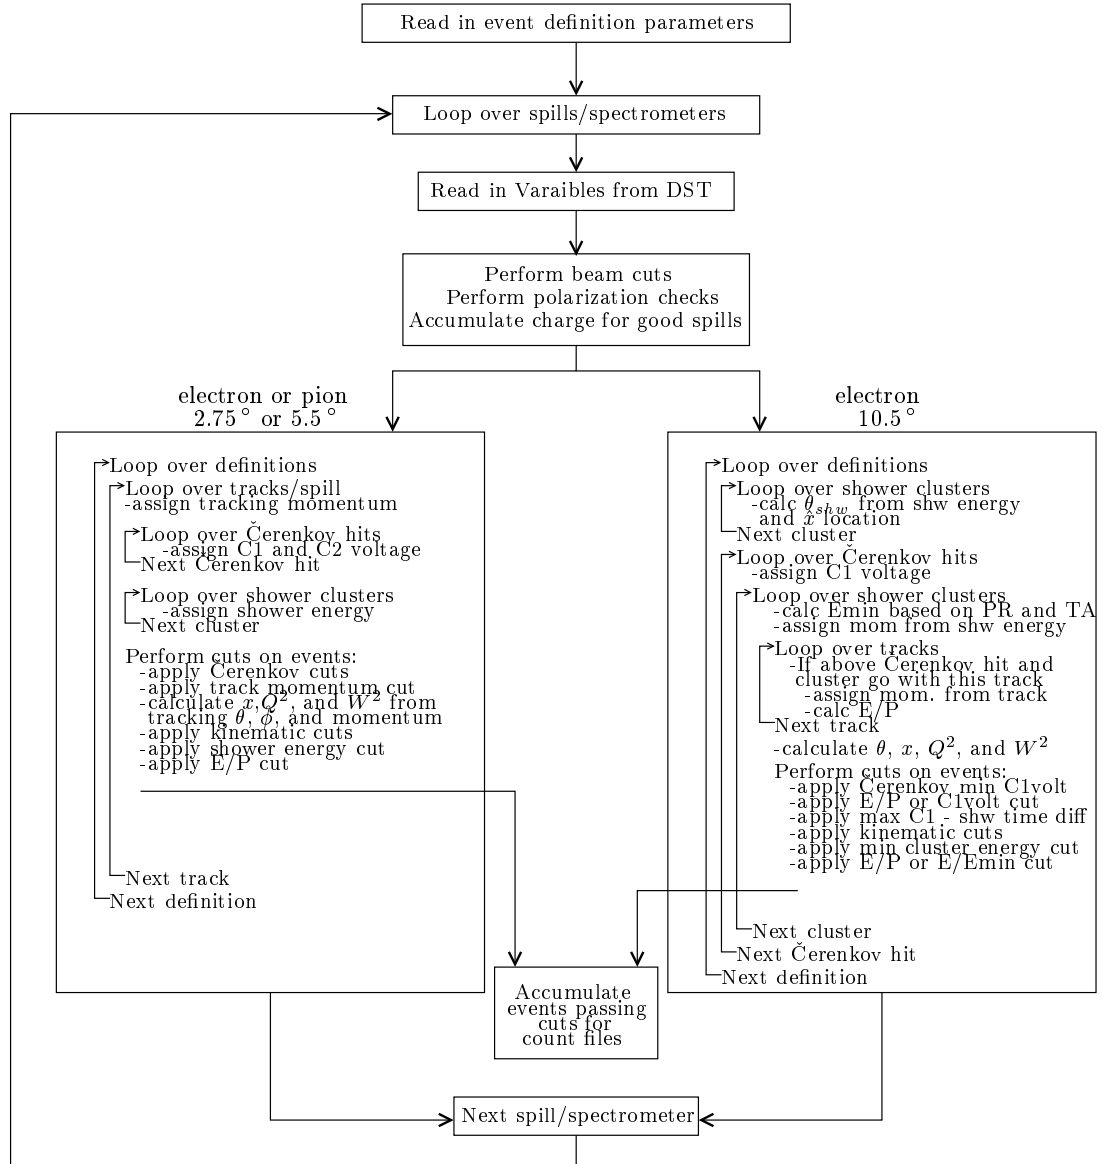 Read in event definition parameters
Loop over spills/spectrometers
Read in Varaibles from DST
Perform beam cuts
Perform polarization checks
Accumulate charge for good spills
electron or pion
2.75° or 5.5°
Loop over definitions
Loop over tracks/spill
-assign tracking momentum
Loop over Čerenkov hits
-assign C1 and C2 voltage
Next Čerenkov hit
Loop over shower clusters
-assign shower energy
Next cluster
Perform cuts on events:
-apply Čerenkov cuts
-apply track momentum cut
-calculate x,Q², and W² from
tracking θ, ϕ, and momentum
-apply kinematic cuts
-apply shower energy cut
-apply E/P cut
Next track
Next definition
electron
10.5°
Loop over definitions
Loop over shower clusters
-calc θ_shw from shw energy
and x̂ location
Next cluster
Loop over Čerenkov hits
-assign C1 voltage
Loop over shower clusters
-calc Emin based on PR and TA
-assign mom from shw energy
Loop over tracks
-If above Čerenkov hit and
cluster go with this track
-assign mom. from track
-calc E/P
Next track
-calculate θ, x, Q², and W²
Perform cuts on events:
-apply Čerenkov min C1volt
-apply E/P or C1volt cut
-apply max C1 - shw time diff
-apply kinematic cuts
-apply min cluster energy cut
-apply E/P or E/Emin cut
Next cluster
Next Čerenkov hit
Next definition
Accumulate
events passing
cuts for
count files
Next spill/spectrometer